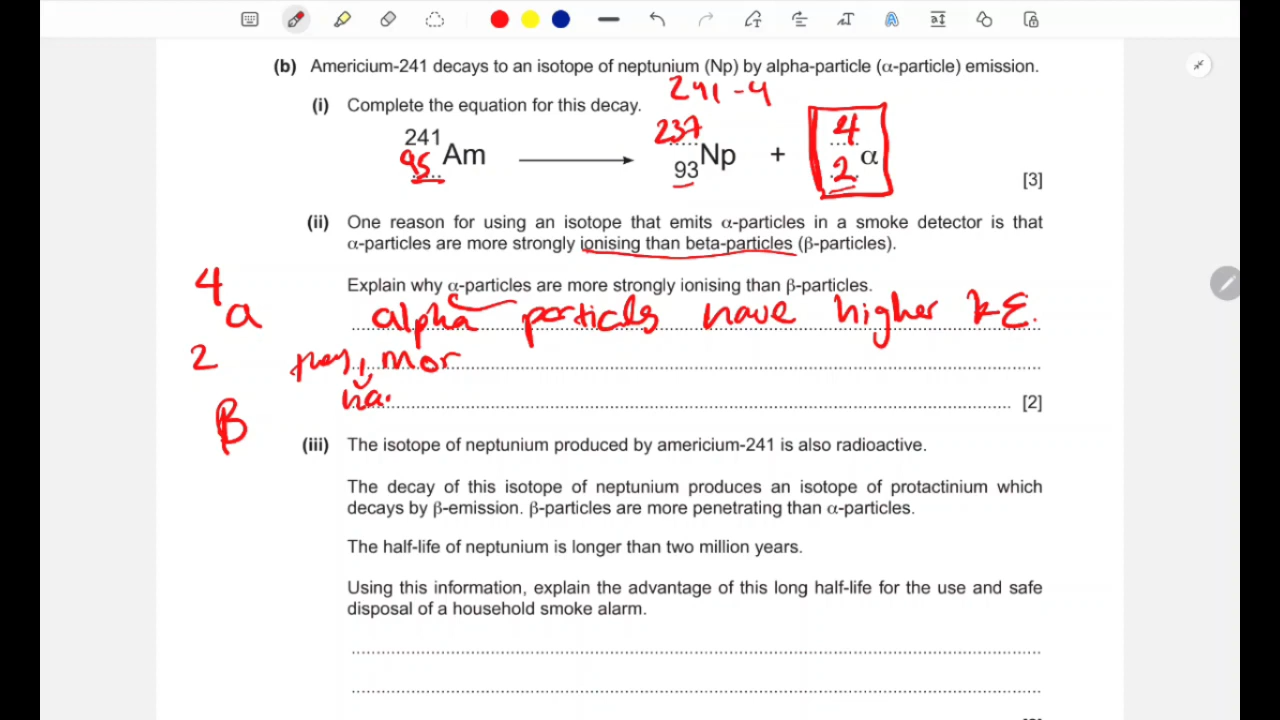 (b) Americium-241 decays to an isotope of neptunium (Np) by alpha-particle (α-particle) emission.
241 - 4
(i) Complete the equation for this decay.
241 237 4
Am Np + α
95 93 2
[3]
(ii) One reason for using an isotope that emits α-particles in a smoke detector is that
α-particles are more strongly ionising than beta-particles (β-particles).
4 Explain why α-particles are more strongly ionising than β-particles.
a alpha particles have higher kE.
2 they, mor
ha.
[2]
β
(iii) The isotope of neptunium produced by americium-241 is also radioactive.
The decay of this isotope of neptunium produces an isotope of protactinium which
decays by β-emission. β-particles are more penetrating than α-particles.
The half-life of neptunium is longer than two million years.
Using this information, explain the advantage of this long half-life for the use and safe
disposal of a household smoke alarm.